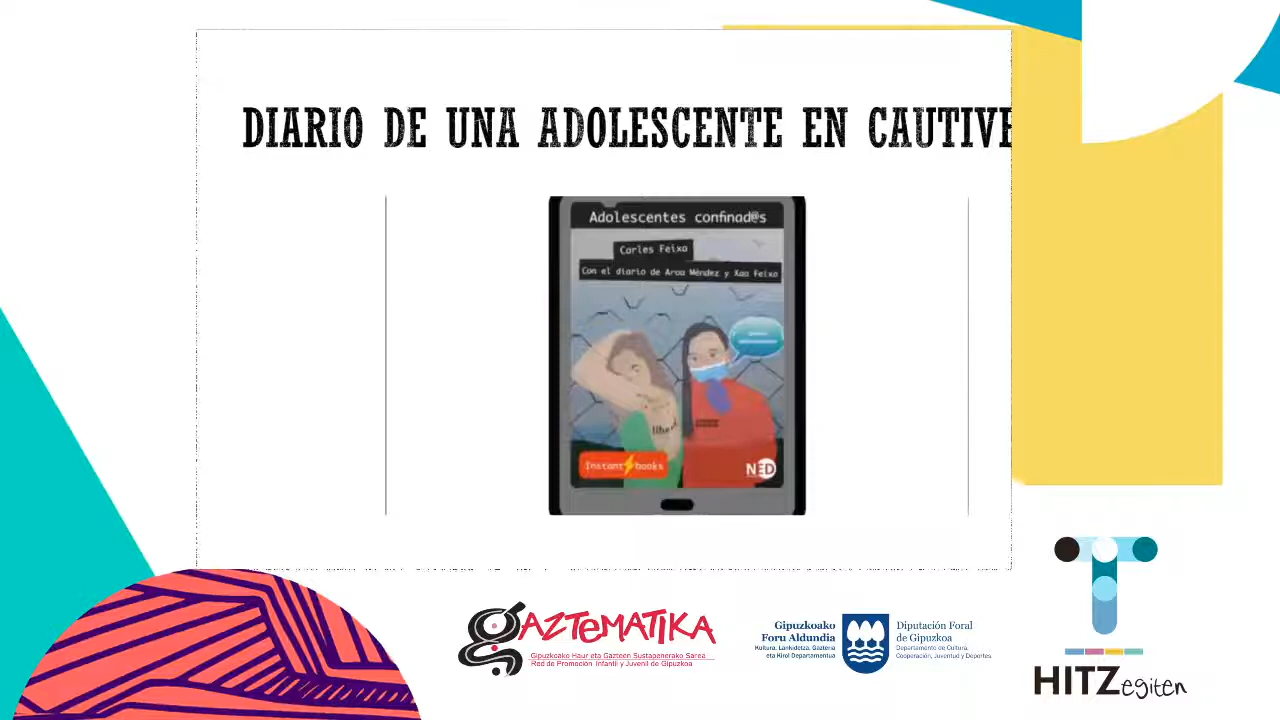 DIARIO DE UNA ADOLESCENTE EN CAUTIVE
Adolescentes confinad@s
Carles Feixa
Con el diario de Aroa Méndez y Xao Feixa
Instant books
NED
GAZTEMATIKA
Gipuzkoako Haur eta Gazteen Sustapenerako Sarea
Red de Promoción Infantil y Juvenil de Gipuzkoa
Gipuzkoako
Foru Aldundia
Kultura, Lankidetza, Gazteria
eta Kirol Departamentua
Diputación Foral
de Gipuzkoa
Departamento de Cultura,
Cooperación, Juventud y Deportes
HITZ egiten